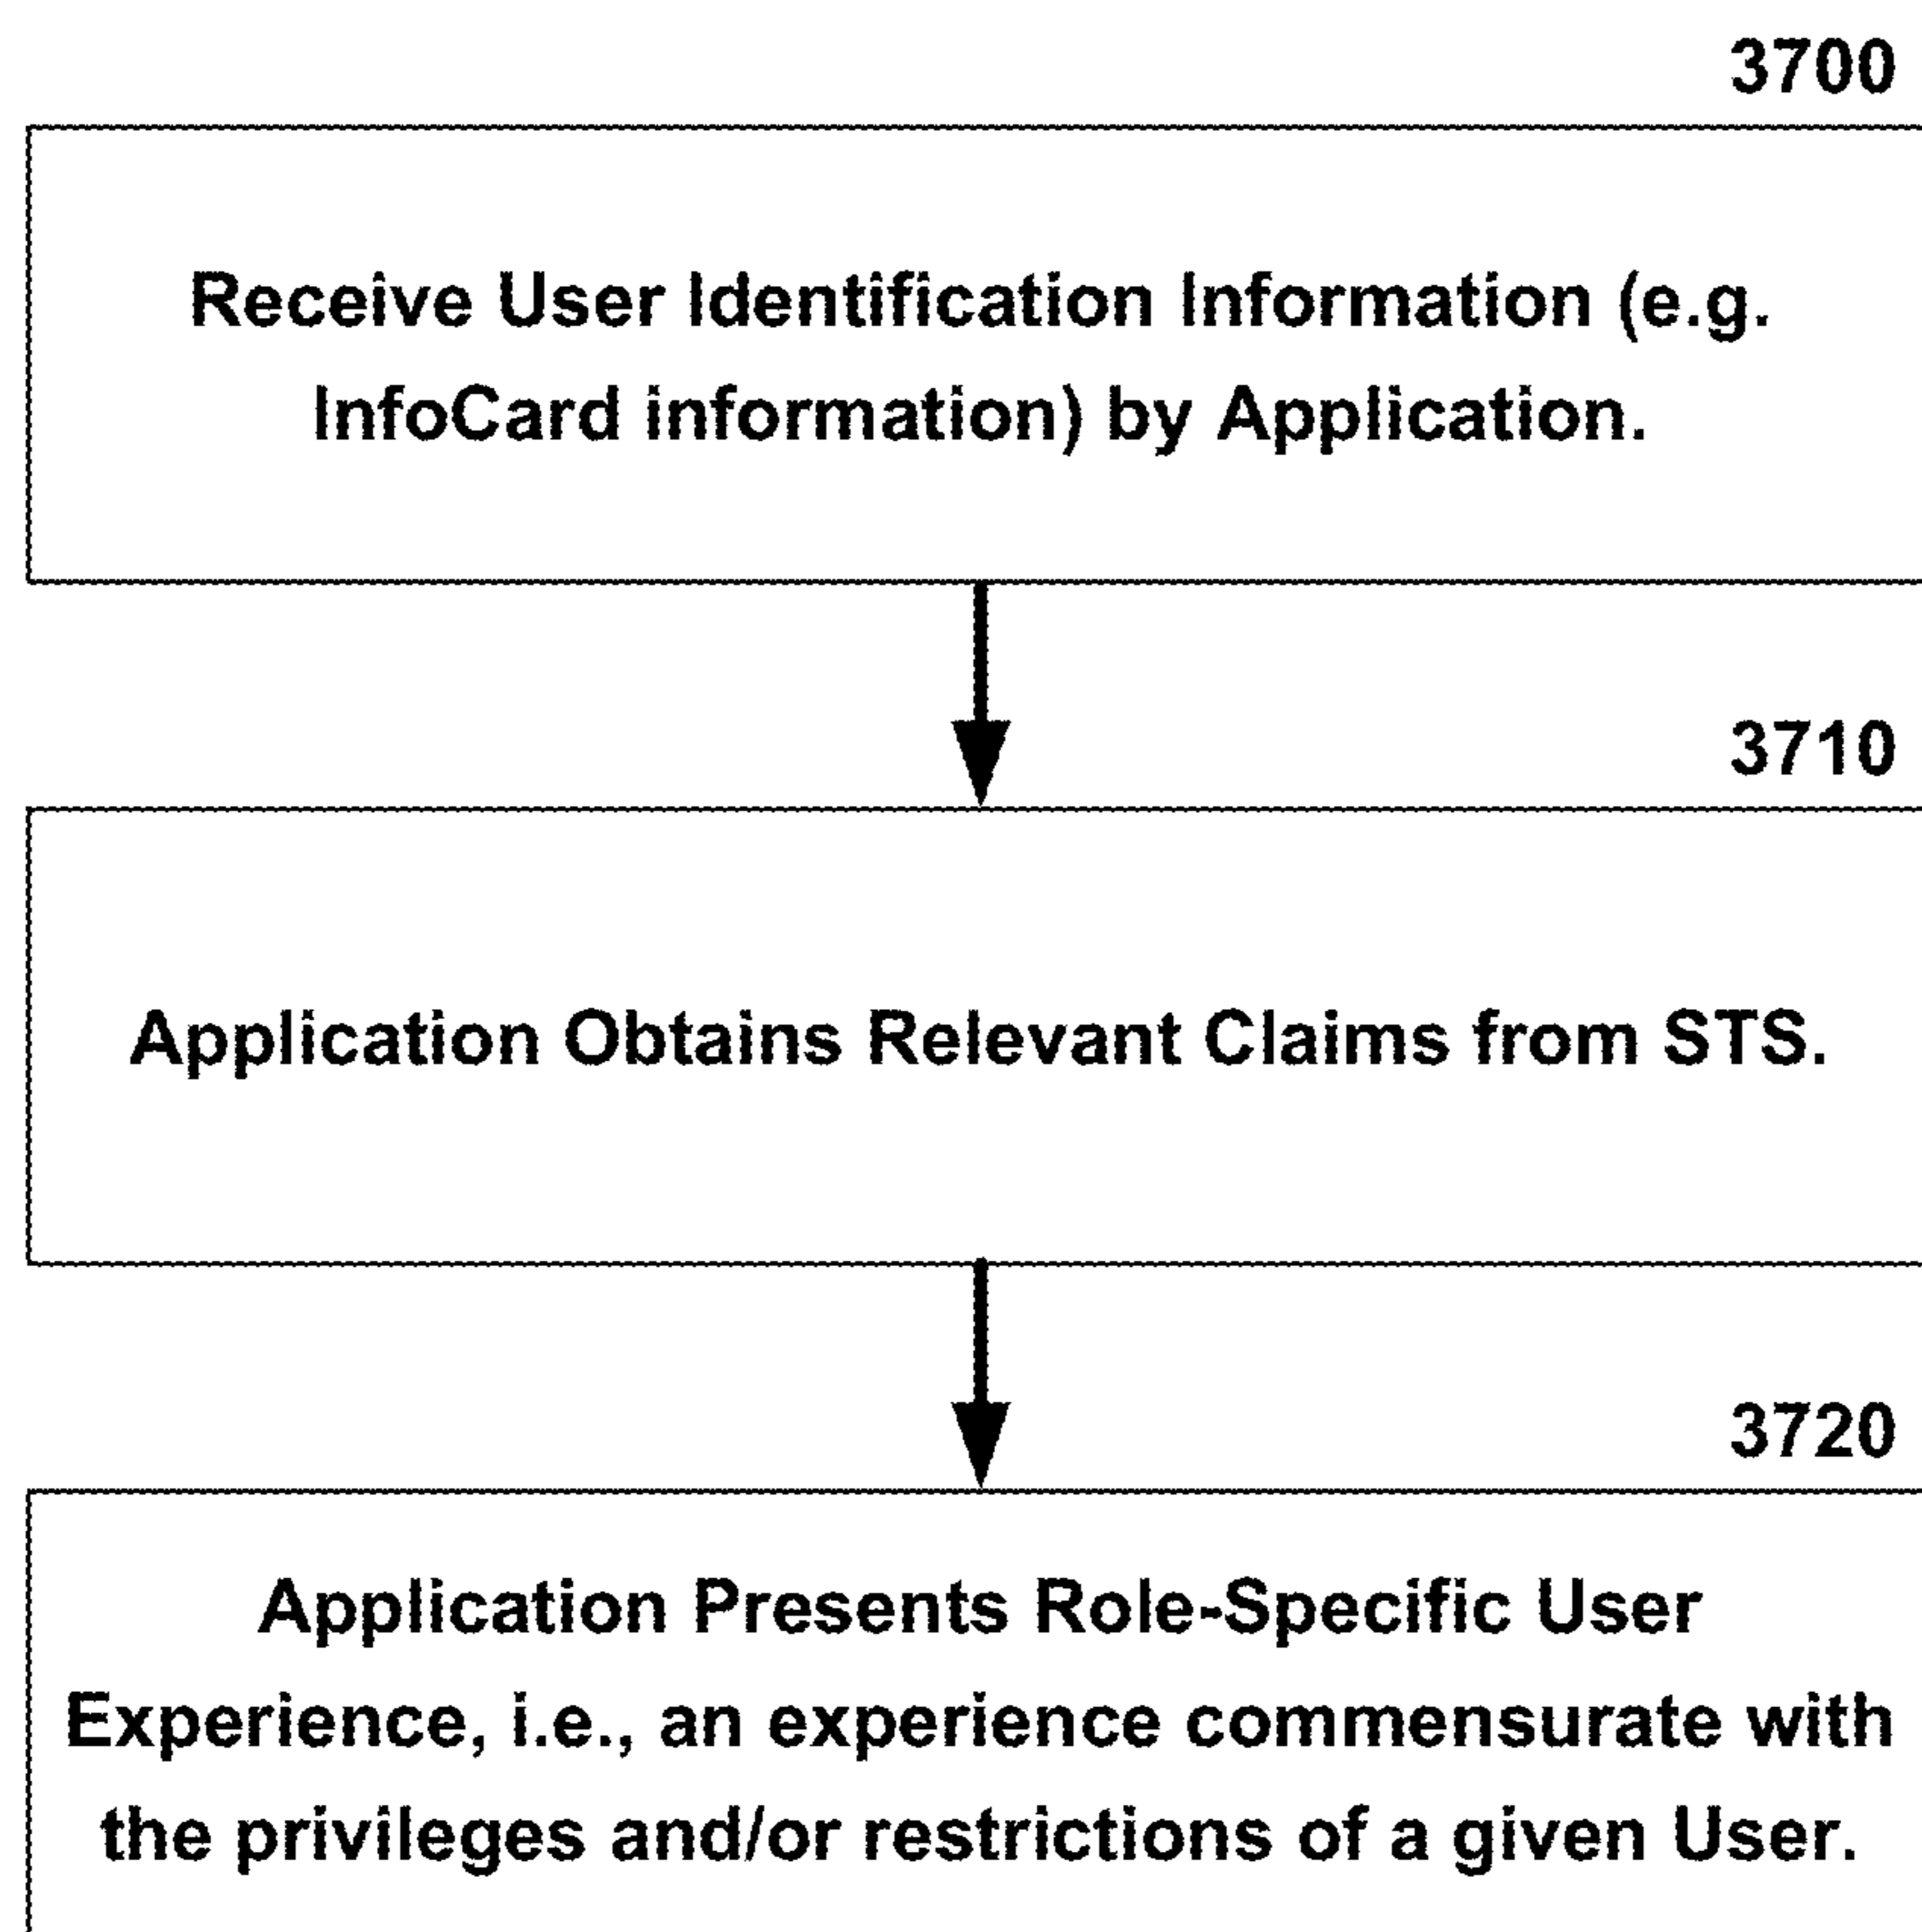 3700
Receive User Identification Information (e.g.
InfoCard information) by Application.
3710
Application Obtains Relevant Claims from STS.
3720
Application Presents Role-Specific User
Experience, i.e., an experience commensurate with
the privileges and/or restrictions of a given User.